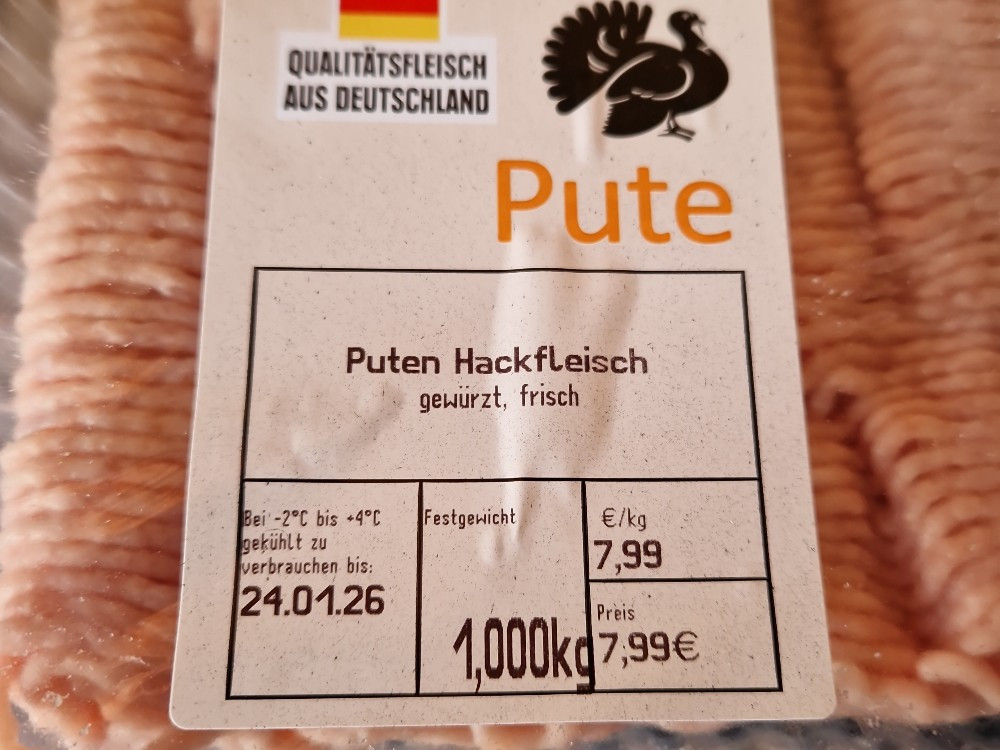 QUALITÄTSFLEISCH
AUS DEUTSCHLAND
Pute
Puten Hackfleisch
gewürzt, frisch
Bei -2°C bis +4°C
gekühlt zu
verbrauchen bis:
24.01.26
Festgewicht
1,000kg
€/kg
7,99
Preis
7,99€